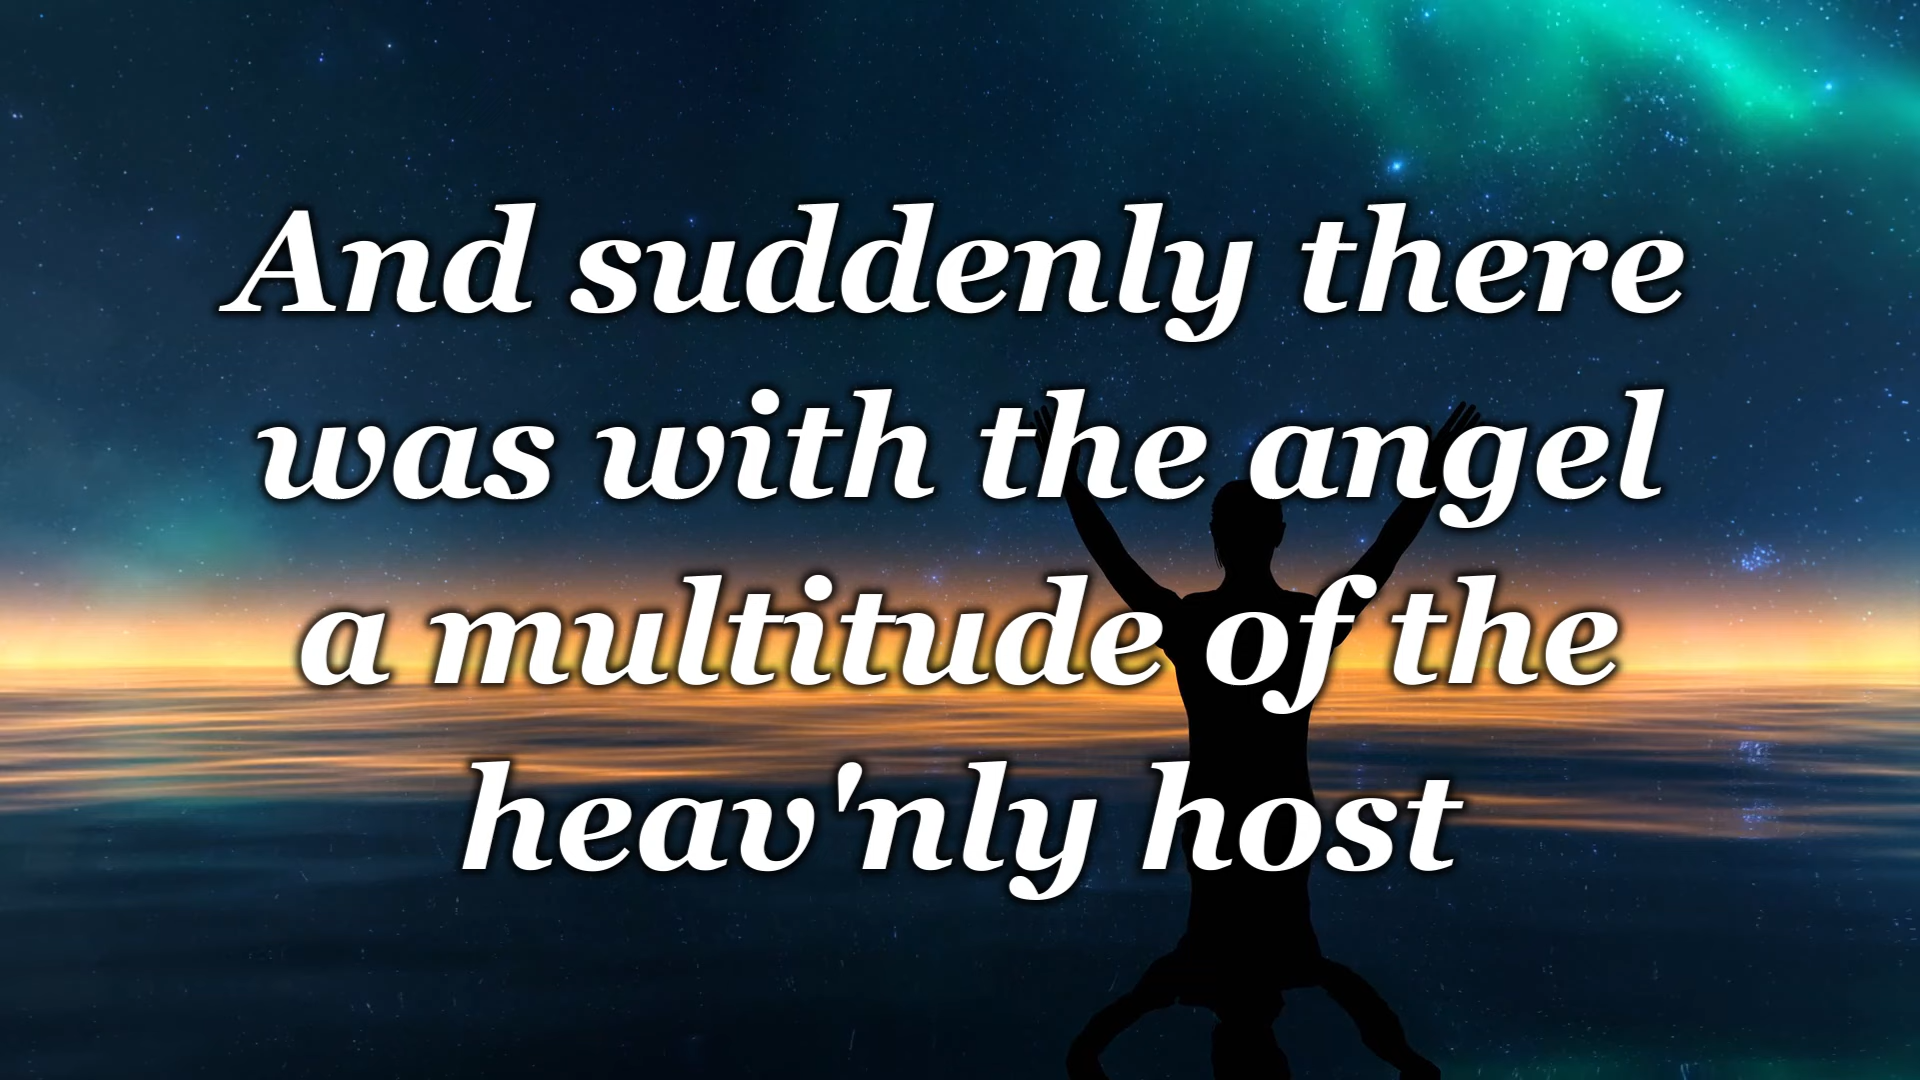 And suddenly there
was with the angel
a multitude of the
heav'nly host